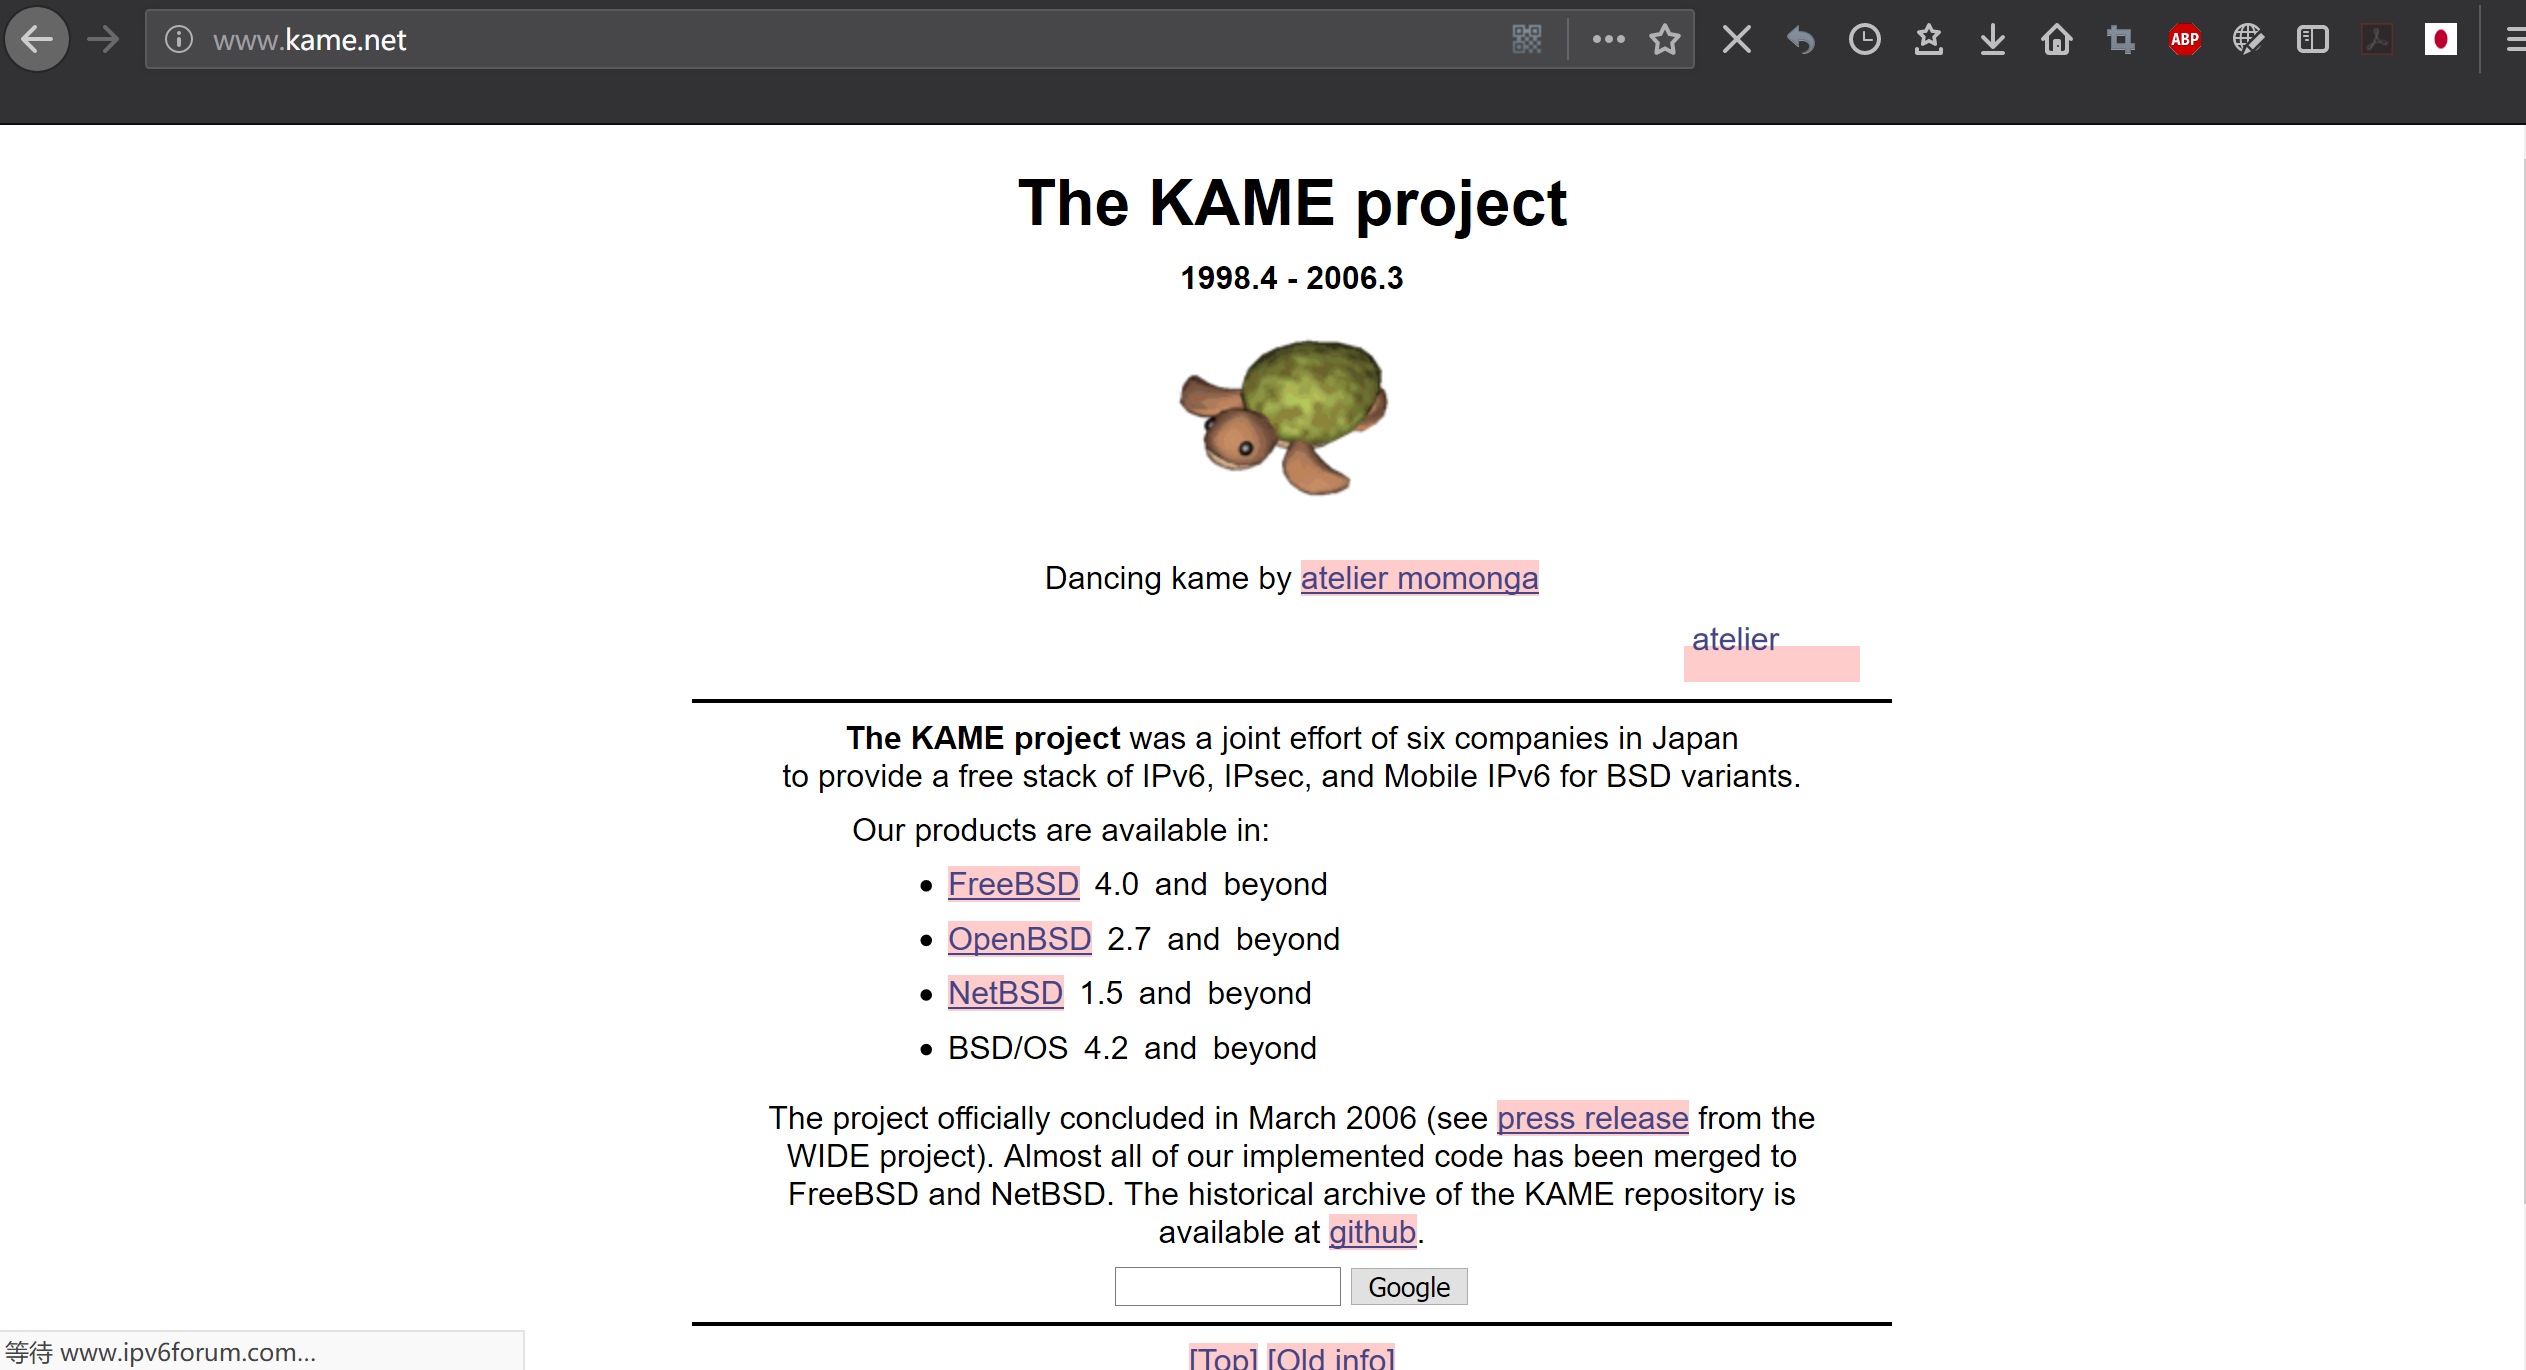 www.kame.net
ABP
The KAME project
1998.4 - 2006.3
Dancing kame by atelier momonga
atelier
The KAME project was a joint effort of six companies in Japan
to provide a free stack of IPv6, IPsec, and Mobile IPv6 for BSD variants.
Our products are available in:
• FreeBSD 4.0 and beyond
• OpenBSD 2.7 and beyond
• NetBSD 1.5 and beyond
• BSD/OS 4.2 and beyond
The project officially concluded in March 2006 (see press release from the
WIDE project). Almost all of our implemented code has been merged to
FreeBSD and NetBSD. The historical archive of the KAME repository is
available at github.
Google
[Top] [Old info]
等待 www.ipv6forum.com...